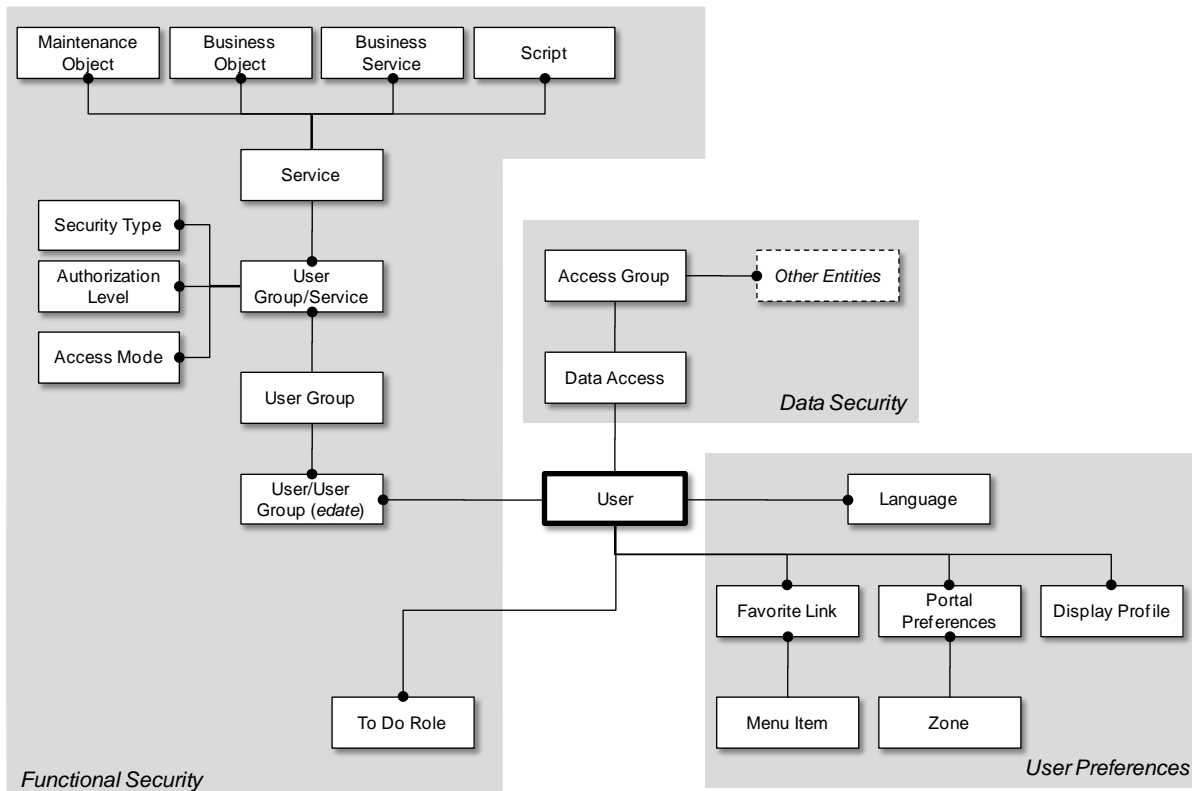 Maintenance
Object
Business
Object
Business
Service
Script
Service
Security Type
Authorization
Level
Access Mode
User
Group/Service
User Group
User/User
Group (edate)
To Do Role
Functional Security
Access Group
Other Entities
Data Access
Data Security
User
Language
Favorite Link
Portal
Preferences
Display Profile
Menu Item
Zone
User Preferences